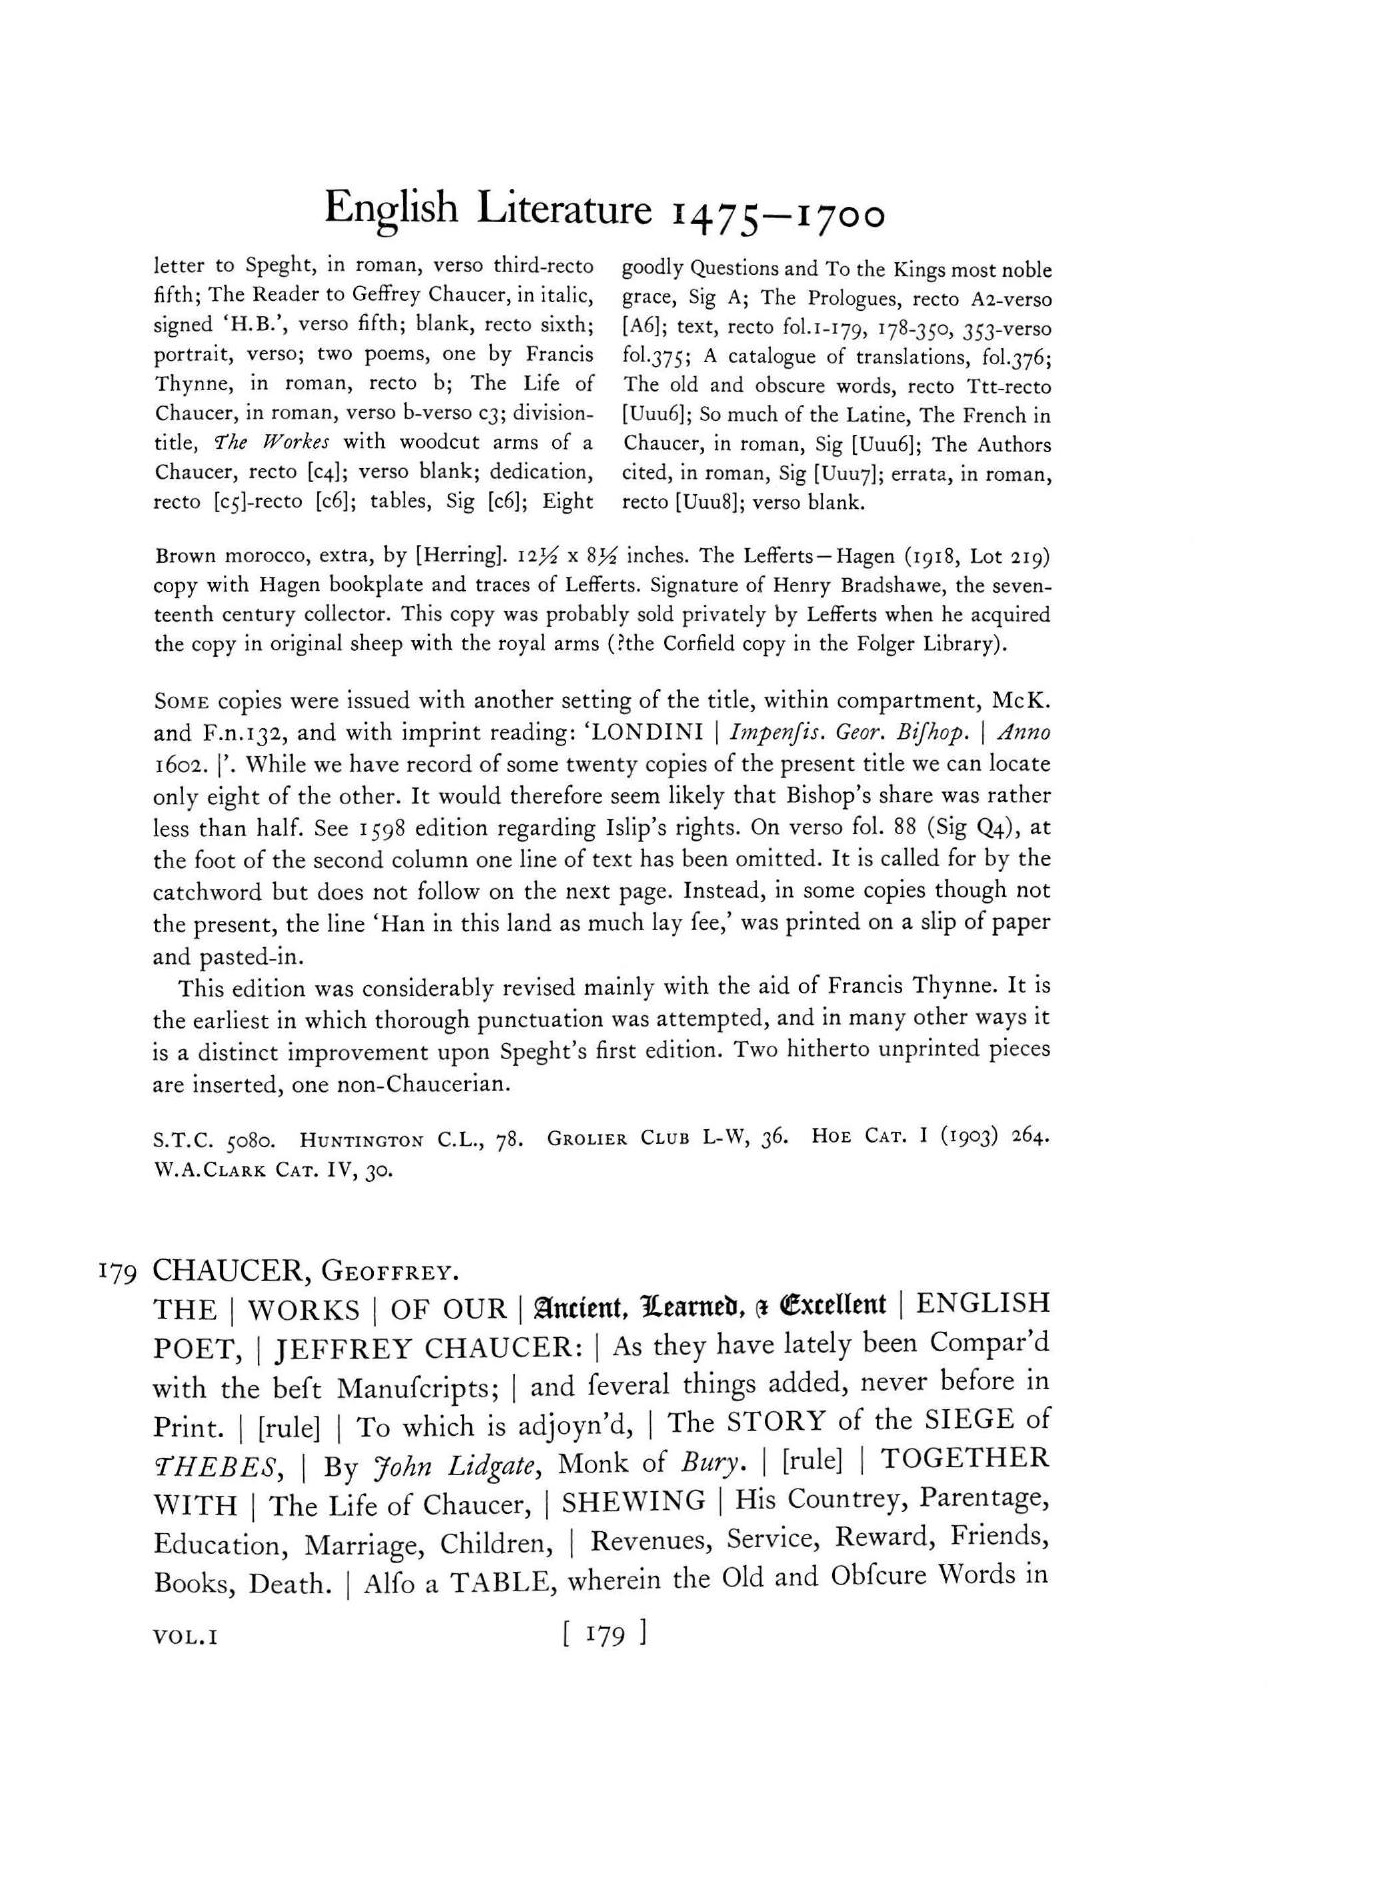 English Literature 1475—1700
letter to Speght, in roman, verso third-recto
fifth; The Reader to Geffrey Chaucer, in italic,
signed ‘H.B.’, verso fifth; blank, recto sixth;
portrait, verso; two poems, one by Francis
Thynne, in roman, recto b; The Life of
Chaucer, in roman, verso b-verso c3; division-
title, The Workes with woodcut arms of a
Chaucer, recto [c4]; verso blank; dedication,
recto [c5]-recto [c6]; tables, Sig [c6]; Eight
goodly Questions and To the Kings most noble
grace, Sig A; The Prologues, recto A2-verso
[A6]; text, recto fol.1-179, 178-350, 353-verso
fol.375; A catalogue of translations, fol.376;
The old and obscure words, recto Ttt-recto
[Uuu6]; So much of the Latine, The French in
Chaucer, in roman, Sig [Uuu6]; The Authors
cited, in roman, Sig [Uuu7]; errata, in roman,
recto [Uuu8]; verso blank.
Brown morocco, extra, by [Herring]. 12½ x 8½ inches. The Lefferts—Hagen (1918, Lot 219)
copy with Hagen bookplate and traces of Lefferts. Signature of Henry Bradshawe, the seven-
teenth century collector. This copy was probably sold privately by Lefferts when he acquired
the copy in original sheep with the royal arms (?the Corfield copy in the Folger Library).
SOME copies were issued with another setting of the title, within compartment, McK.
and F.n.132, and with imprint reading: ‘LONDINI | Impenſis. Geor. Biſhop. | Anno
1602. |’. While we have record of some twenty copies of the present title we can locate
only eight of the other. It would therefore seem likely that Bishop’s share was rather
less than half. See 1598 edition regarding Islip’s rights. On verso fol. 88 (Sig Q4), at
the foot of the second column one line of text has been omitted. It is called for by the
catchword but does not follow on the next page. Instead, in some copies though not
the present, the line ‘Han in this land as much lay fee,’ was printed on a slip of paper
and pasted-in.
This edition was considerably revised mainly with the aid of Francis Thynne. It is
the earliest in which thorough punctuation was attempted, and in many other ways it
is a distinct improvement upon Speght’s first edition. Two hitherto unprinted pieces
are inserted, one non-Chaucerian.
S.T.C. 5080. HUNTINGTON C.L., 78. GROLIER CLUB L-W, 36. HOE CAT. I (1903) 264.
W.A.CLARK CAT. IV, 30.
179 CHAUCER, GEOFFREY.
THE | WORKS | OF OUR | Ancient, Learned, & Excellent | ENGLISH
POET, | JEFFREY CHAUCER: | As they have lately been Compar’d
with the beſt Manuſcripts; | and ſeveral things added, never before in
Print. | [rule] | To which is adjoyn’d, | The STORY of the SIEGE of
THEBES, | By John Lidgate, Monk of Bury. | [rule] | TOGETHER
WITH | The Life of Chaucer, | SHEWING | His Countrey, Parentage,
Education, Marriage, Children, | Revenues, Service, Reward, Friends,
Books, Death. | Alſo a TABLE, wherein the Old and Obſcure Words in
VOL.I [ 179 ]